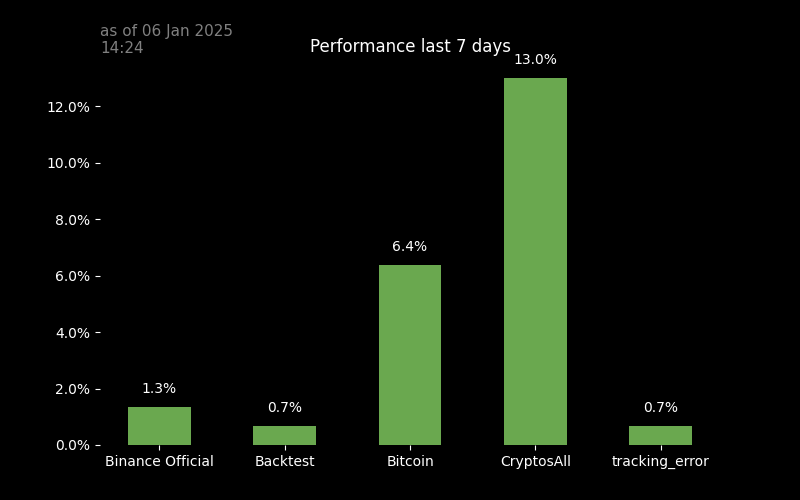 as of 06 Jan 2025
14:24
Performance last 7 days
13.0%
12.0%
10.0%
8.0%
6.4%
6.0%
4.0%
2.0%
1.3%
0.7%
0.7%
0.0%
Binance Official
Backtest
Bitcoin
CryptosAll
tracking_error